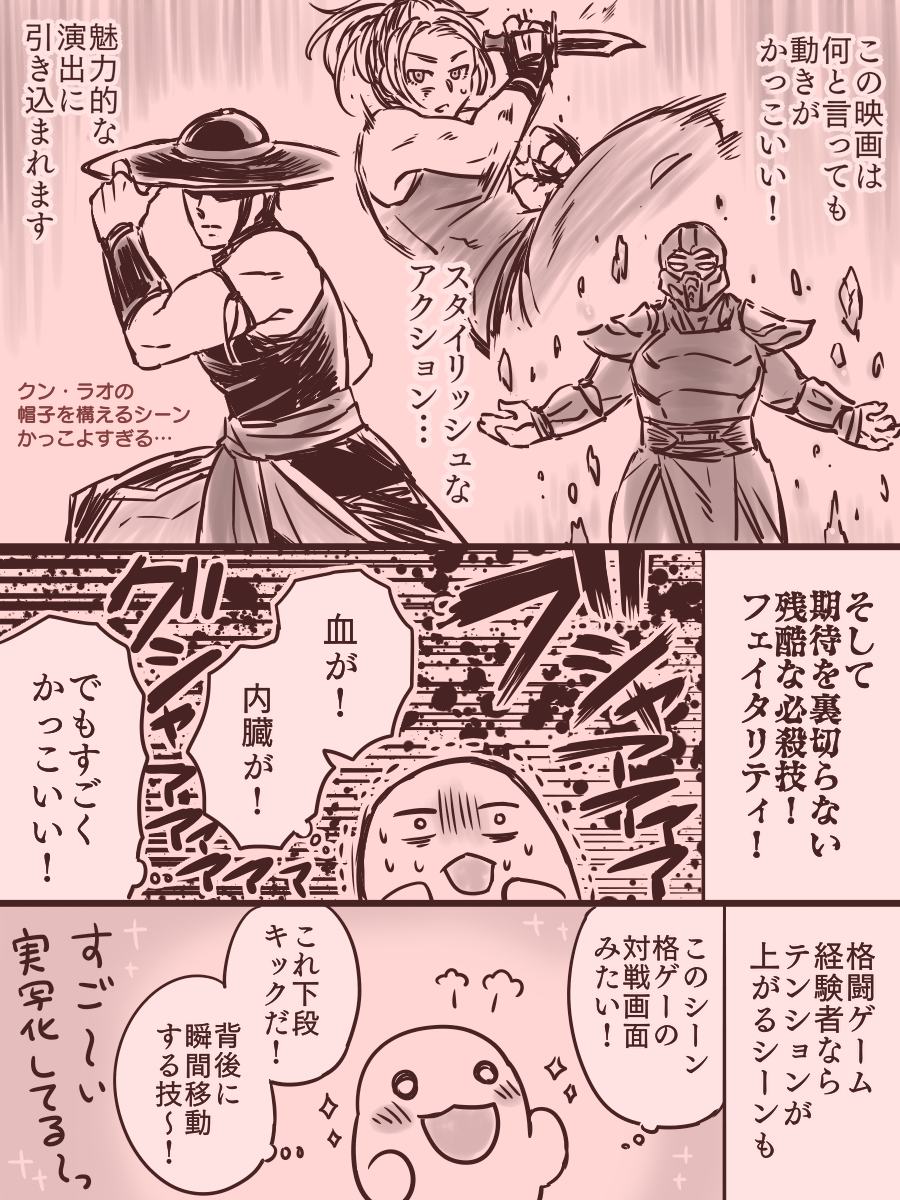 この映画は
何と言っても
動きが
かっこいい！
スタイリッシュな
アクション…
魅力的な
演出に
引き込まれます
クン・ラオの
帽子を構えるシーン
かっこよすぎる…
そして
期待を裏切らない
残酷な必殺技！
フェイタリティ！
ブシャァァァ
血が！
内臓が！
グシャアアァァァァ
でもすごく
かっこいい！
格闘ゲーム
経験者なら
テンションが
上がるシーンも
このシーン
格ゲーの
対戦画面
みたい！
これ下段
キックだ！
背後に
瞬間移動
する技〜！
すご〜い
実写化してる〜っ